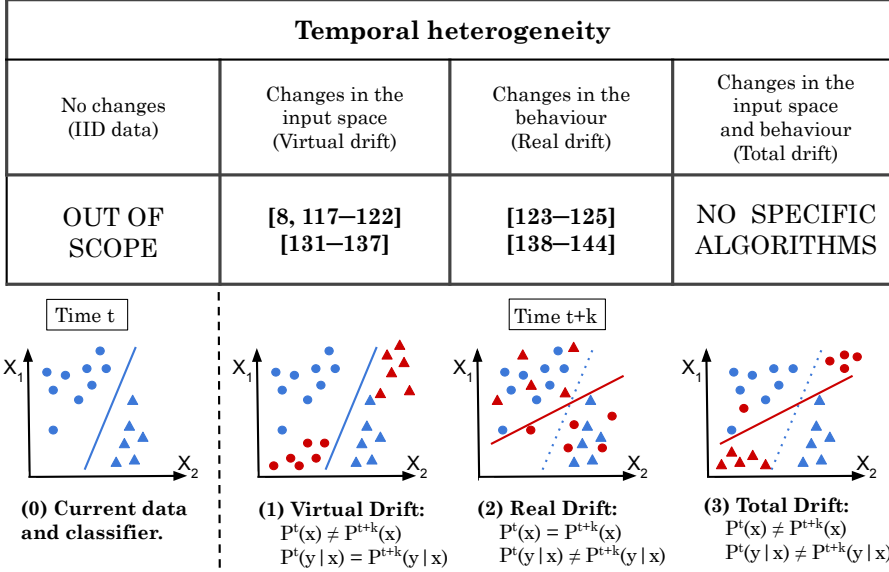 Temporal heterogeneity
No changes
(IID data)
Changes in the
input space
(Virtual drift)
Changes in the
behaviour
(Real drift)
Changes in the
input space
and behaviour
(Total drift)
OUT OF
SCOPE
[8, 117–122]
[131–137]
[123–125]
[138–144]
NO SPECIFIC
ALGORITHMS
Time t
Time t+k
X₁
X₂
X₁
X₂
X₁
X₂
X₁
X₂
(0) Current data
and classifier.
(1) Virtual Drift:
Pᵗ(x) ≠ Pᵗ⁺ᵏ(x)
Pᵗ(y|x) = Pᵗ⁺ᵏ(y|x)
(2) Real Drift:
Pᵗ(x) = Pᵗ⁺ᵏ(x)
Pᵗ(y|x) ≠ Pᵗ⁺ᵏ(y|x)
(3) Total Drift:
Pᵗ(x) ≠ Pᵗ⁺ᵏ(x)
Pᵗ(y|x) ≠ Pᵗ⁺ᵏ(y|x)